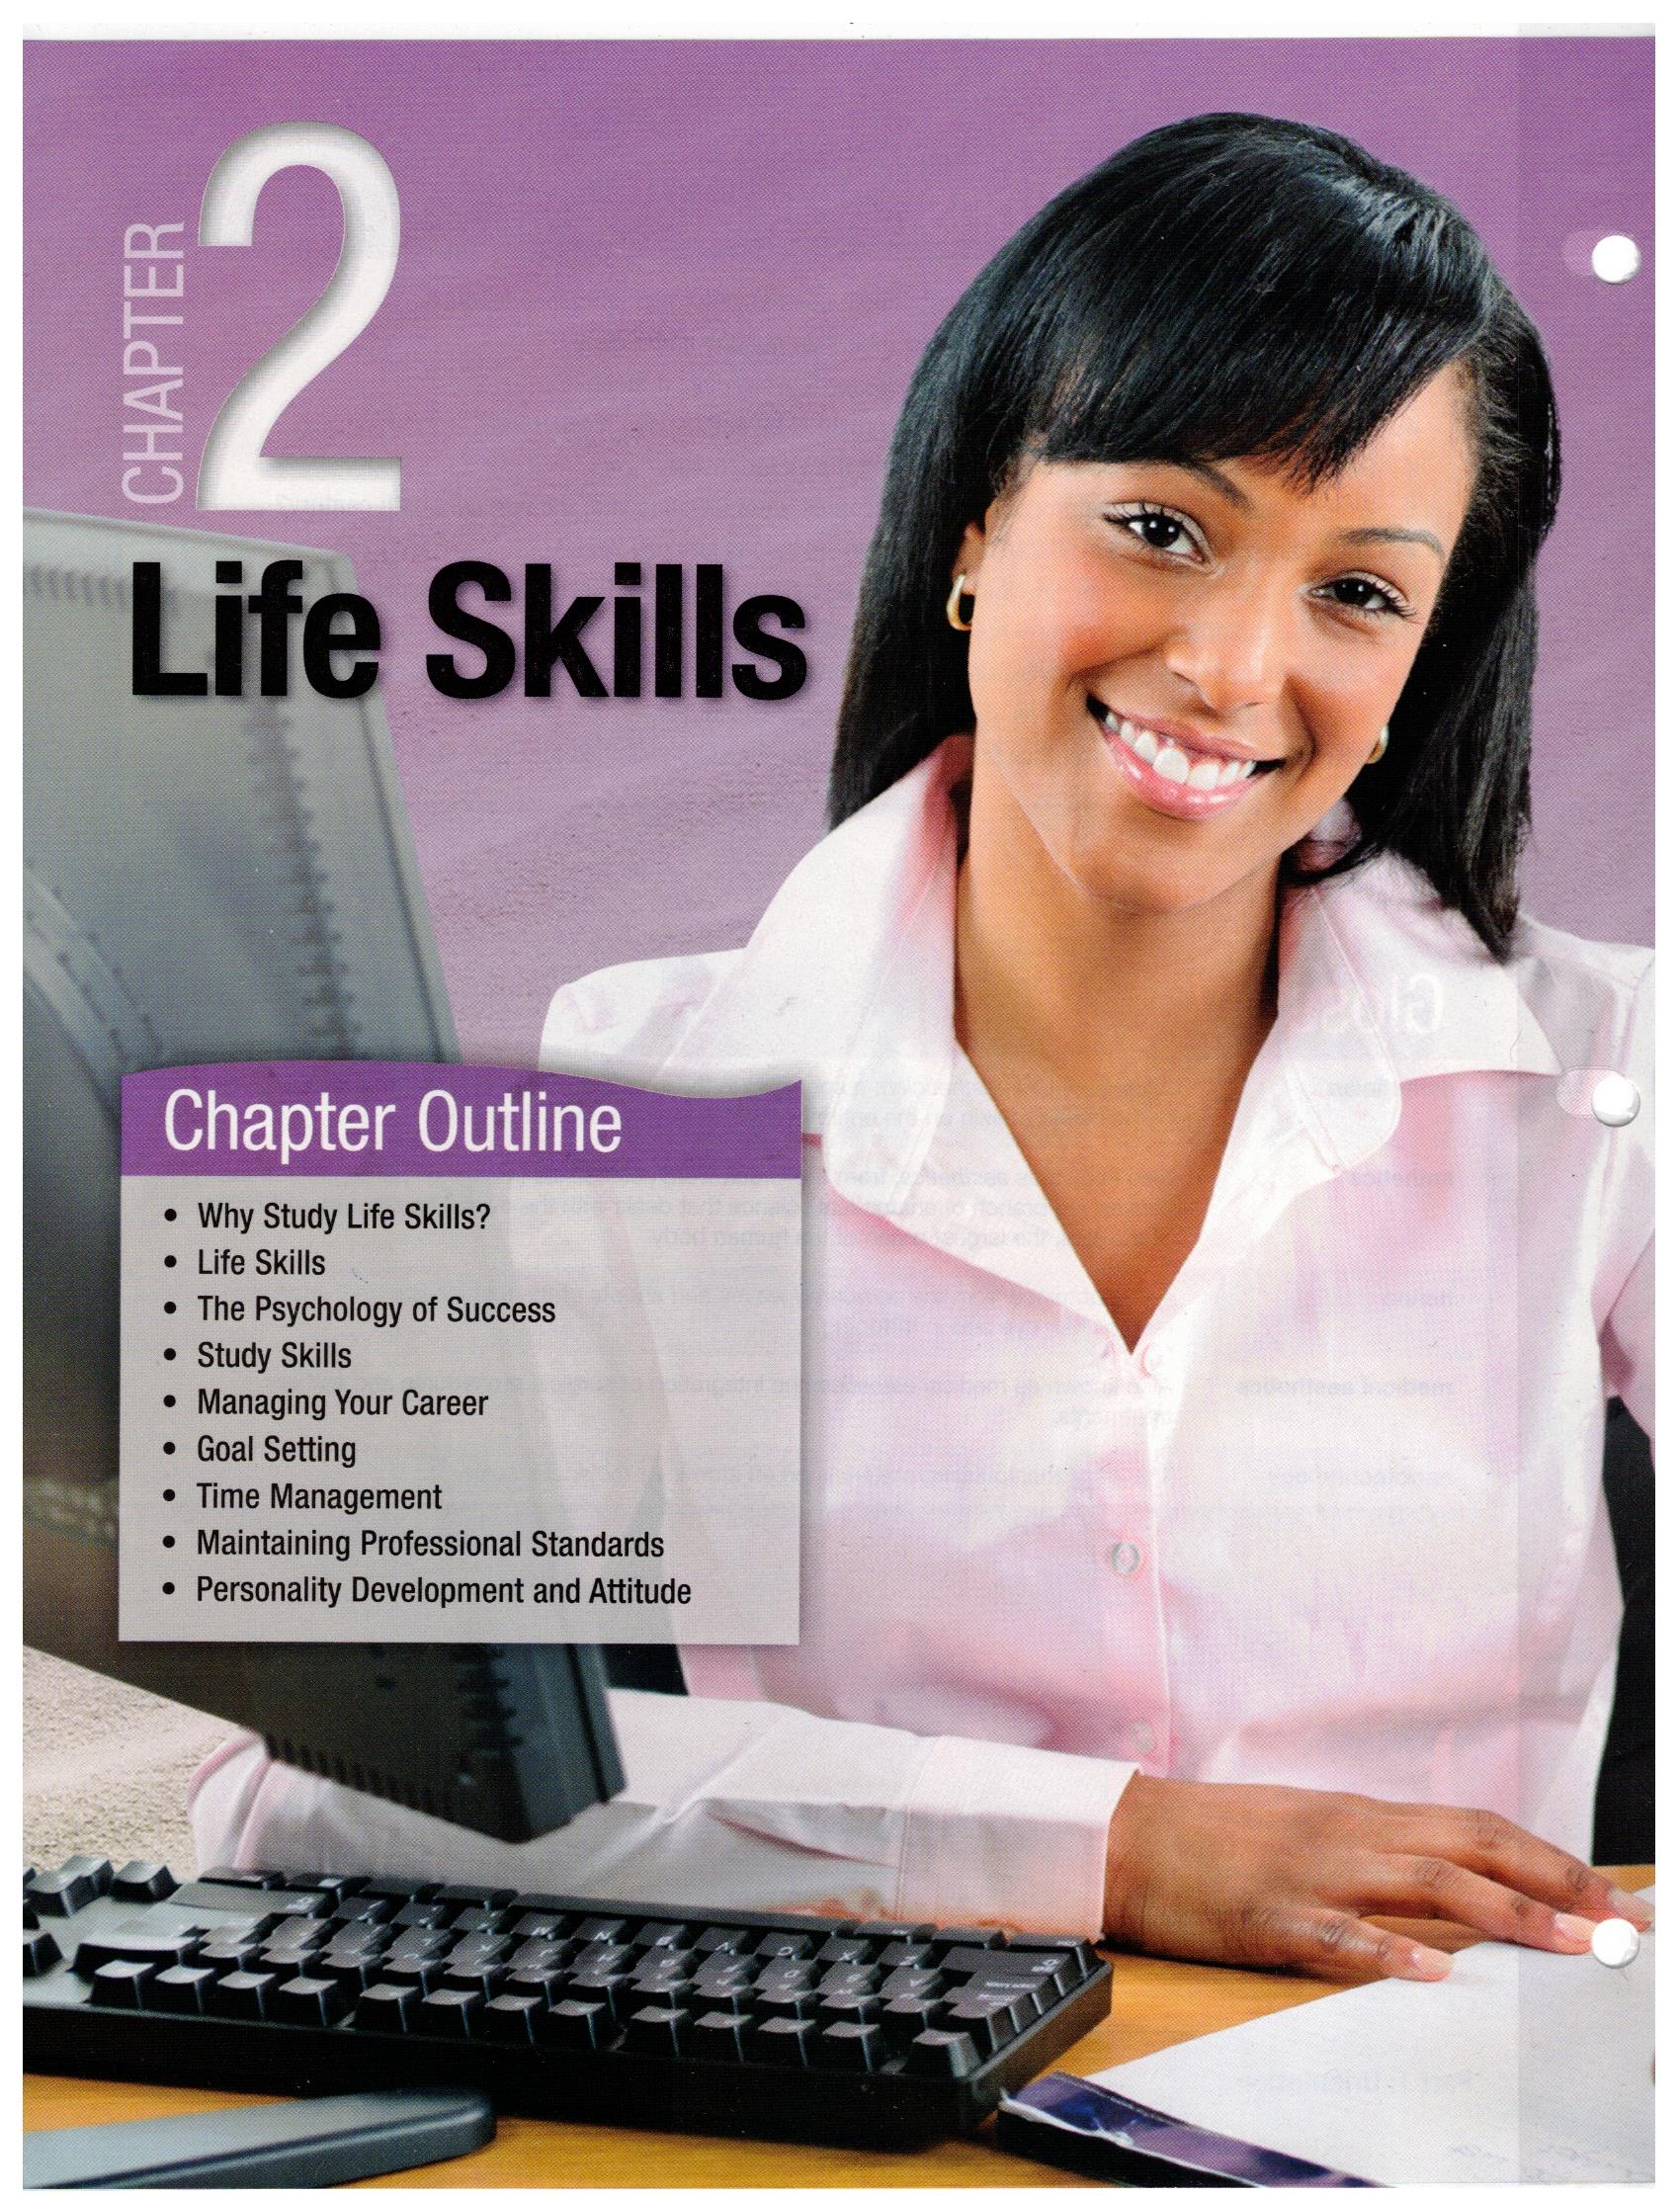 CHAPTER
2
Life Skills
Chapter Outline
• Why Study Life Skills?
• Life Skills
• The Psychology of Success
• Study Skills
• Managing Your Career
• Goal Setting
• Time Management
• Maintaining Professional Standards
• Personality Development and Attitude